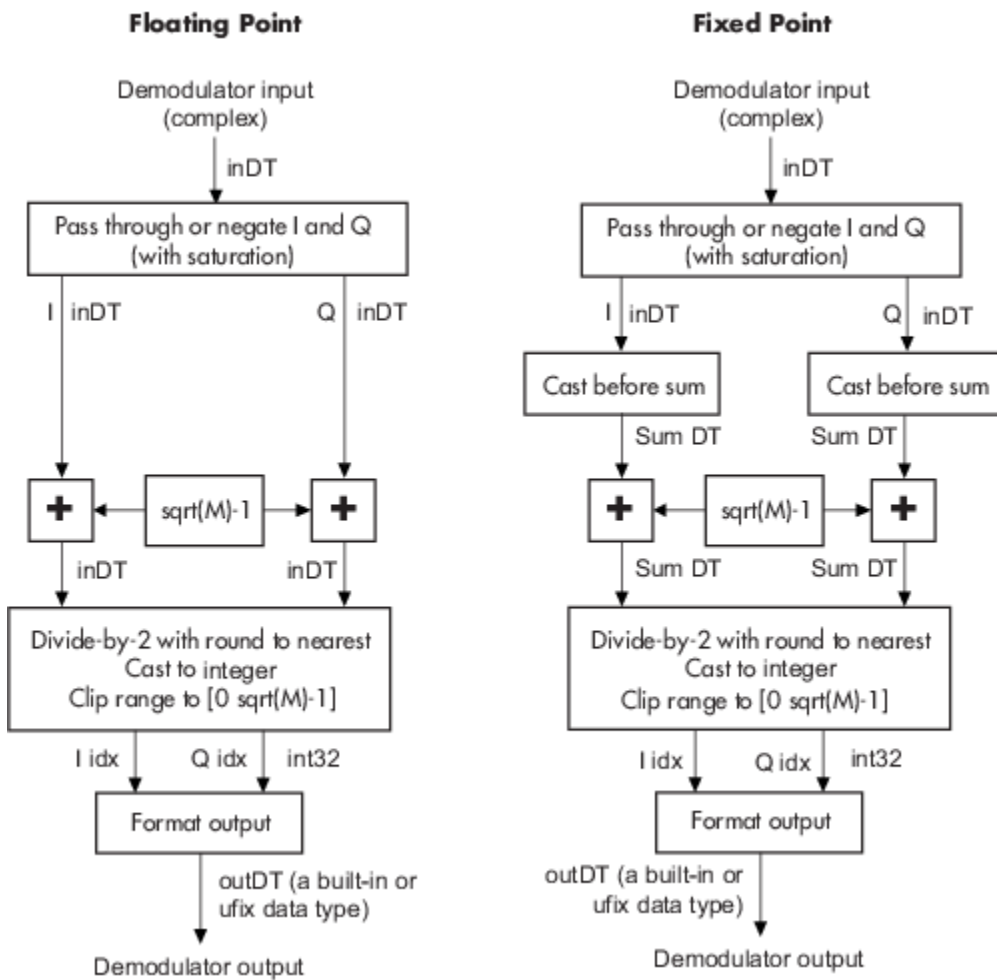 Floating Point
Demodulator input
(complex)
inDT
Pass through or negate I and Q
(with saturation)
I inDT
Q inDT
+
sqrt(M)-1
+
inDT
inDT
Divide-by-2 with round to nearest
Cast to integer
Clip range to [0 sqrt(M)-1]
I idx
Q idx
int32
Format output
outDT (a built-in or
ufix data type)
Demodulator output
Fixed Point
Demodulator input
(complex)
inDT
Pass through or negate I and Q
(with saturation)
I inDT
Q inDT
Cast before sum
Cast before sum
Sum DT
Sum DT
+
sqrt(M)-1
+
Sum DT
Sum DT
Divide-by-2 with round to nearest
Cast to integer
Clip range to [0 sqrt(M)-1]
I idx
Q idx
int32
Format output
outDT (a built-in or
ufix data type)
Demodulator output